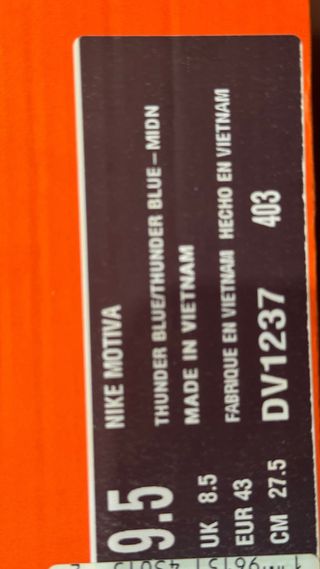 NIKE MOTIVA
THUNDER BLUE/THUNDER BLUE-MIDN
MADE IN VIETNAM
FABRIQUE EN VIETNAM HECHO EN VIETNAM
DV1237 403
9.5
UK 8.5
EUR 43
CM 27.5